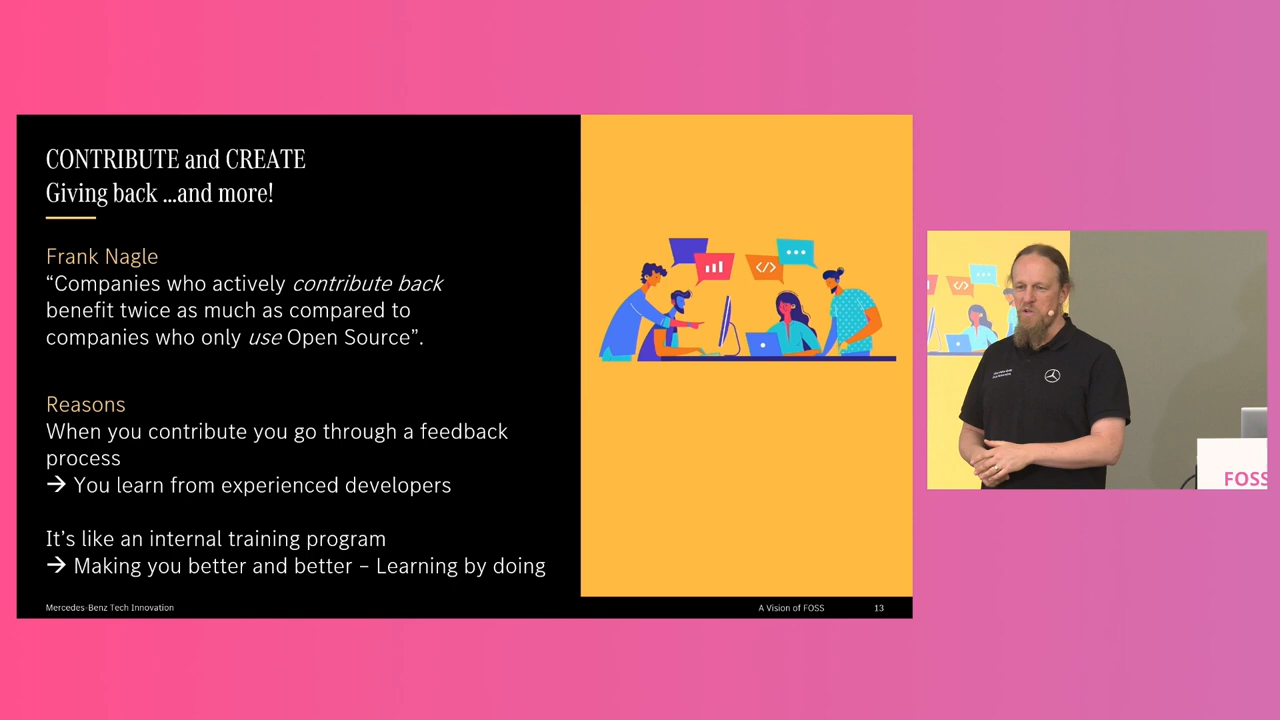 CONTRIBUTE and CREATE
Giving back ...and more!
Frank Nagle
“Companies who actively contribute back
benefit twice as much as compared to
companies who only use Open Source”.
Reasons
When you contribute you go through a feedback
process
→ You learn from experienced developers
It’s like an internal training program
→ Making you better and better – Learning by doing
Mercedes-Benz Tech Innovation
A Vision of FOSS
13
</>
</>
FOSS